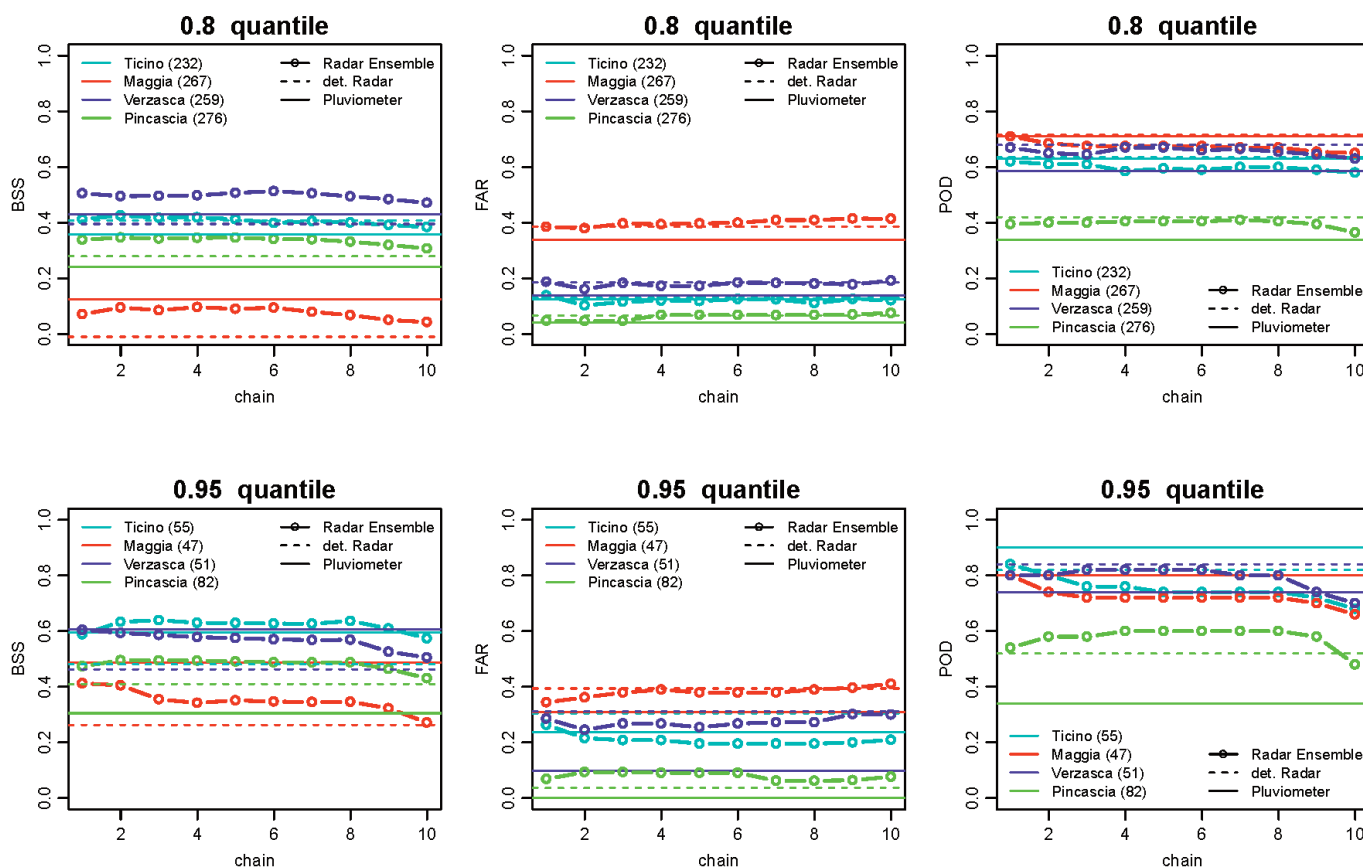 0.8 quantile
BSS
0.0 0.2 0.4 0.6 0.8 1.0
Ticino (232)
Maggia (267)
Verzasca (259)
Pincascia (276)
Radar Ensemble
det. Radar
Pluviometer
2 4 6 8 10
chain
0.8 quantile
FAR
0.0 0.2 0.4 0.6 0.8 1.0
Ticino (232)
Maggia (267)
Verzasca (259)
Pincascia (276)
Radar Ensemble
det. Radar
Pluviometer
2 4 6 8 10
chain
0.8 quantile
POD
0.0 0.2 0.4 0.6 0.8 1.0
Ticino (232)
Maggia (267)
Verzasca (259)
Pincascia (276)
Radar Ensemble
det. Radar
Pluviometer
2 4 6 8 10
chain
0.95 quantile
BSS
0.0 0.2 0.4 0.6 0.8 1.0
Ticino (55)
Maggia (47)
Verzasca (51)
Pincascia (82)
Radar Ensemble
det. Radar
Pluviometer
2 4 6 8 10
chain
0.95 quantile
FAR
0.0 0.2 0.4 0.6 0.8 1.0
Ticino (55)
Maggia (47)
Verzasca (51)
Pincascia (82)
Radar Ensemble
det. Radar
Pluviometer
2 4 6 8 10
chain
0.95 quantile
POD
0.0 0.2 0.4 0.6 0.8 1.0
Ticino (55)
Maggia (47)
Verzasca (51)
Pincascia (82)
Radar Ensemble
det. Radar
Pluviometer
2 4 6 8 10
chain